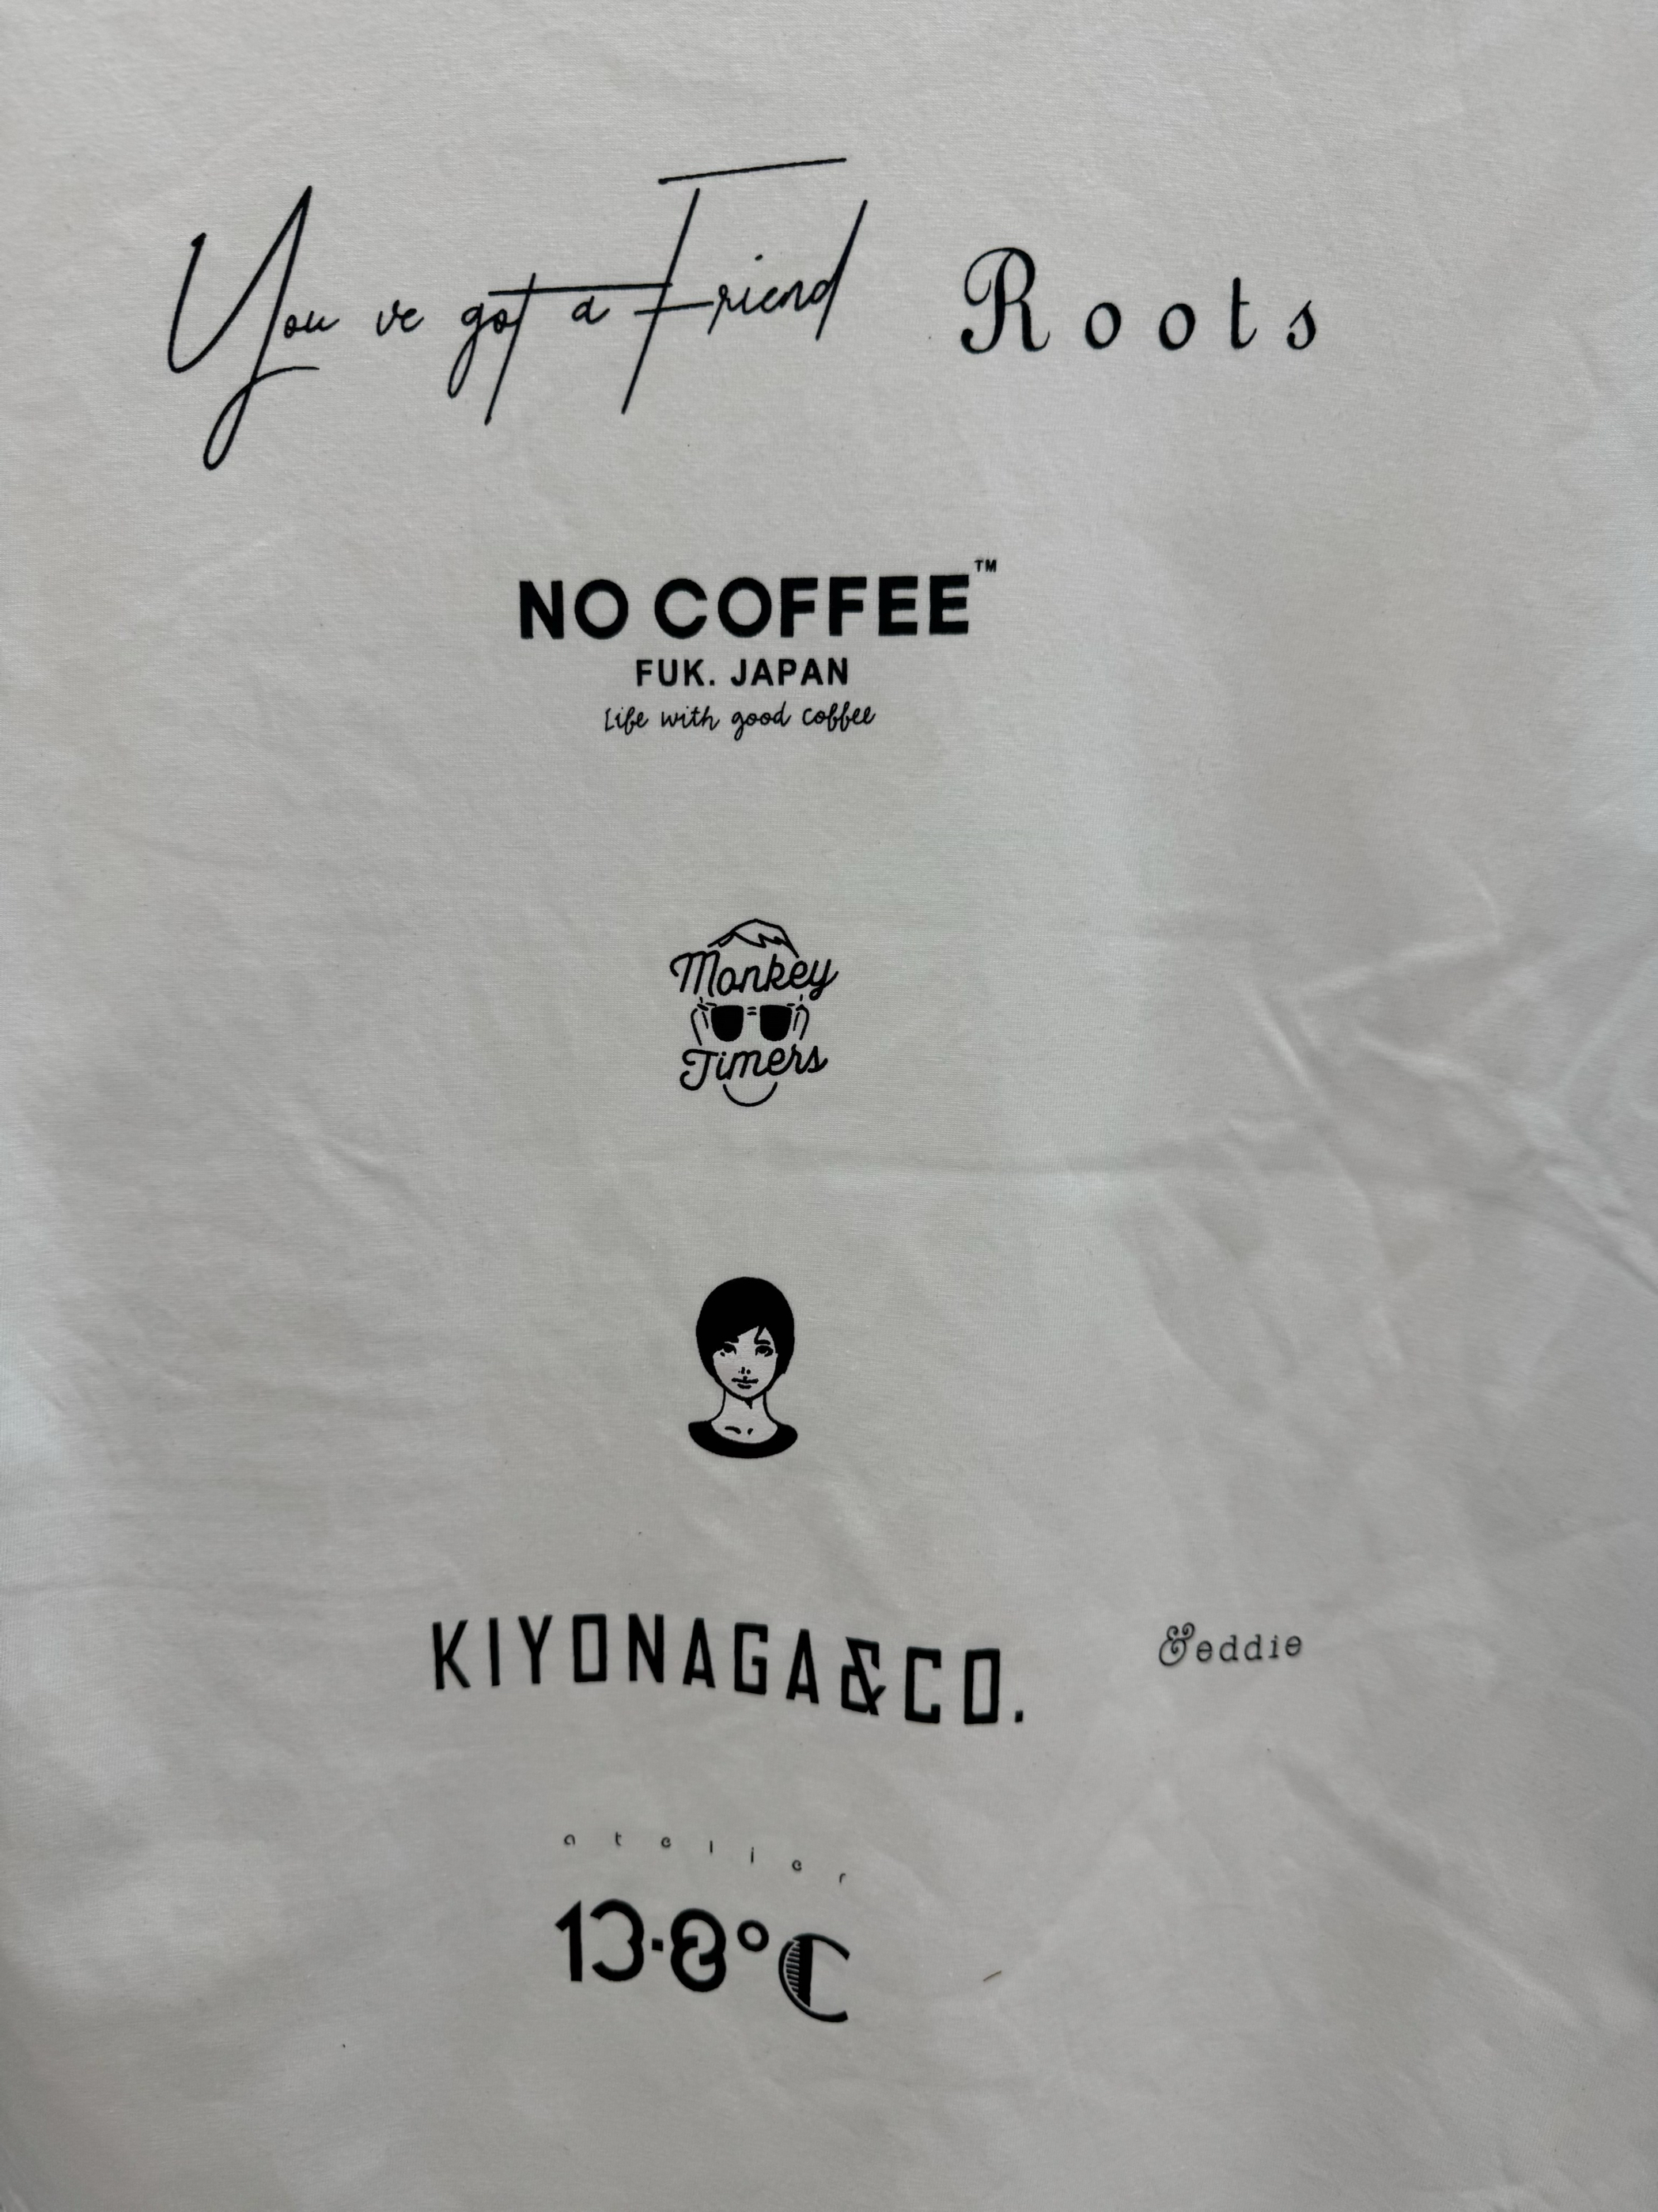 You 've got a Friend
Roots
NO COFFEE™
FUK. JAPAN
Life with good coffee
Monkey
Timers
KIYONAGA&CO.
&eddie
atelier
13.8°C